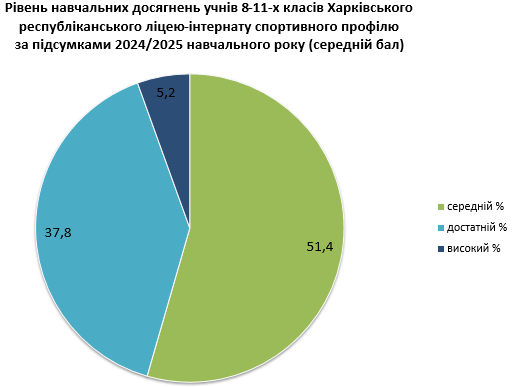 Рівень навчальних досягнень учнів 8-11-х класів Харківського
республіканського ліцею-інтернату спортивного профілю
за підсумками 2024/2025 навчального року (середній бал)
5,2
37,8
51,4
середній %
достатній %
високий %